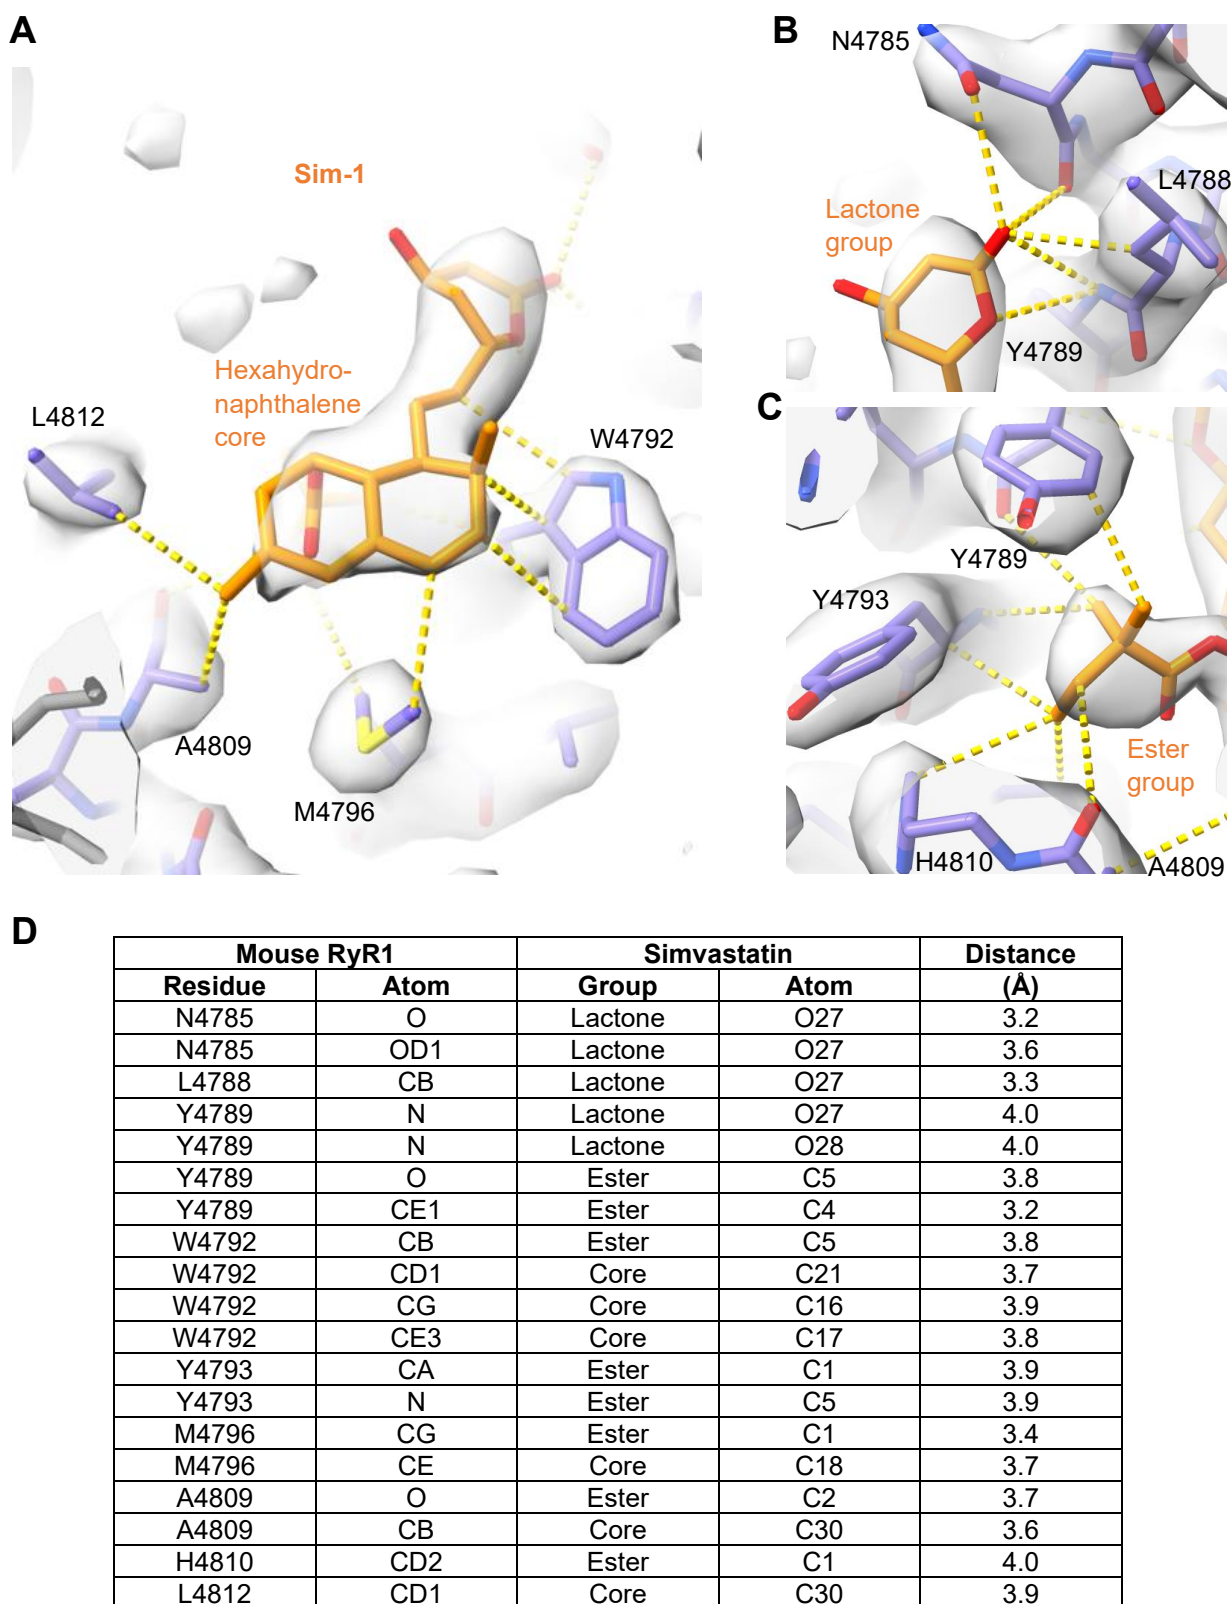 A
Sim-1
Hexahydro-
naphthalene
core
L4812
W4792
A4809
M4796
B
N4785
L4788
Lactone
group
Y4789
C
Y4789
Y4793
Ester
group
H4810
A4809
D
Mouse RyR1 Simvastatin Distance
Residue Atom Group Atom (Å)
N4785 O Lactone O27 3.2
N4785 OD1 Lactone O27 3.6
L4788 CB Lactone O27 3.3
Y4789 N Lactone O27 4.0
Y4789 N Lactone O28 4.0
Y4789 O Ester C5 3.8
Y4789 CE1 Ester C4 3.2
W4792 CB Ester C5 3.8
W4792 CD1 Core C21 3.7
W4792 CG Core C16 3.9
W4792 CE3 Core C17 3.8
Y4793 CA Ester C1 3.9
Y4793 N Ester C5 3.9
M4796 CG Ester C1 3.4
M4796 CE Core C18 3.7
A4809 O Ester C2 3.7
A4809 CB Core C30 3.6
H4810 CD2 Ester C1 4.0
L4812 CD1 Core C30 3.9